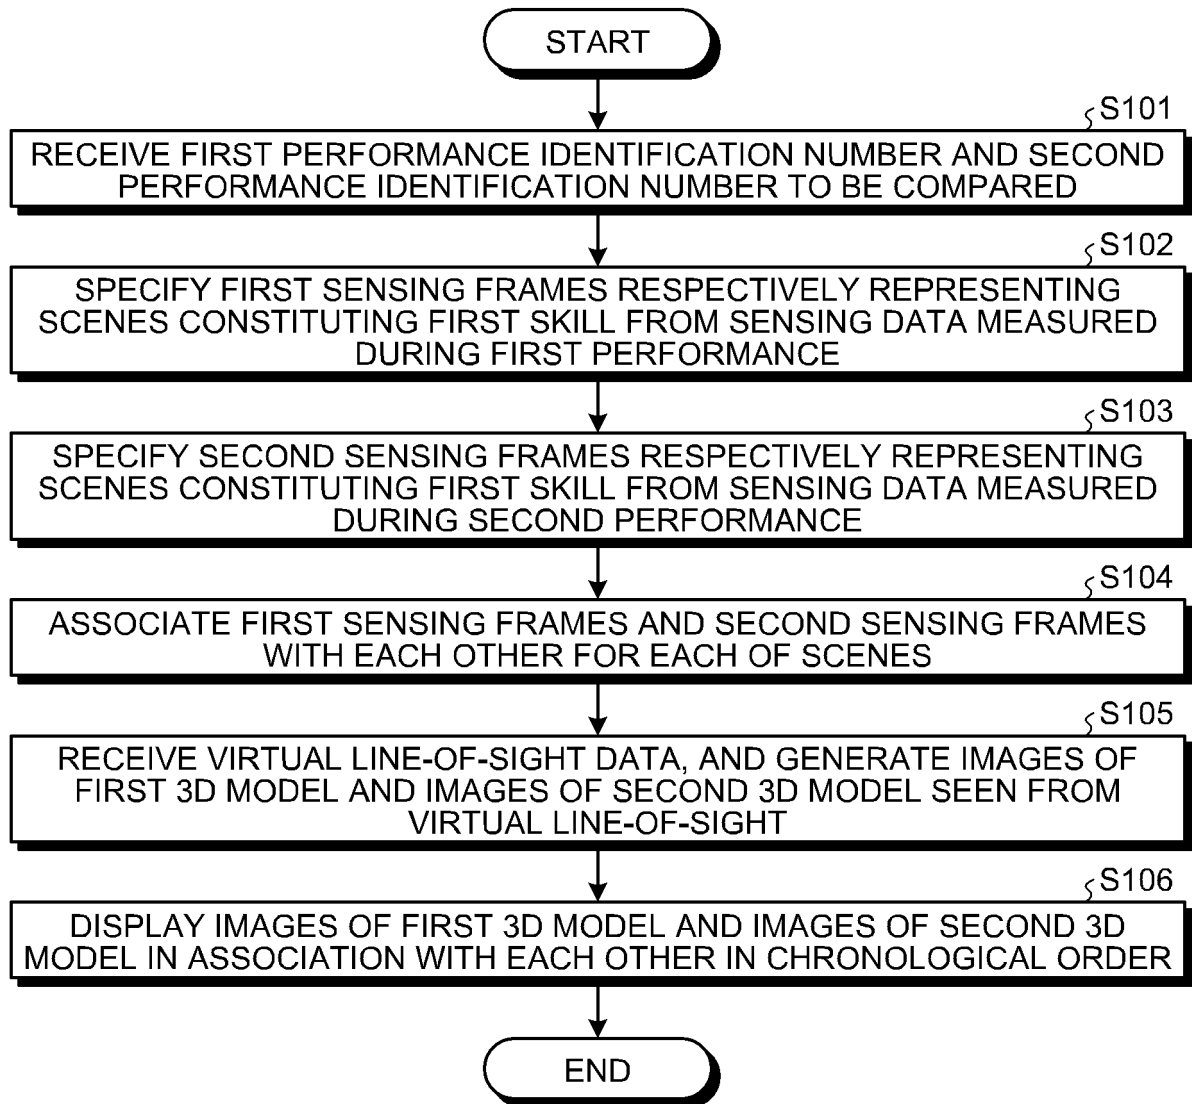 START
S101
RECEIVE FIRST PERFORMANCE IDENTIFICATION NUMBER AND SECOND
PERFORMANCE IDENTIFICATION NUMBER TO BE COMPARED
S102
SPECIFY FIRST SENSING FRAMES RESPECTIVELY REPRESENTING
SCENES CONSTITUTING FIRST SKILL FROM SENSING DATA MEASURED
DURING FIRST PERFORMANCE
S103
SPECIFY SECOND SENSING FRAMES RESPECTIVELY REPRESENTING
SCENES CONSTITUTING FIRST SKILL FROM SENSING DATA MEASURED
DURING SECOND PERFORMANCE
S104
ASSOCIATE FIRST SENSING FRAMES AND SECOND SENSING FRAMES
WITH EACH OTHER FOR EACH OF SCENES
S105
RECEIVE VIRTUAL LINE-OF-SIGHT DATA, AND GENERATE IMAGES OF
FIRST 3D MODEL AND IMAGES OF SECOND 3D MODEL SEEN FROM
VIRTUAL LINE-OF-SIGHT
S106
DISPLAY IMAGES OF FIRST 3D MODEL AND IMAGES OF SECOND 3D
MODEL IN ASSOCIATION WITH EACH OTHER IN CHRONOLOGICAL ORDER
END